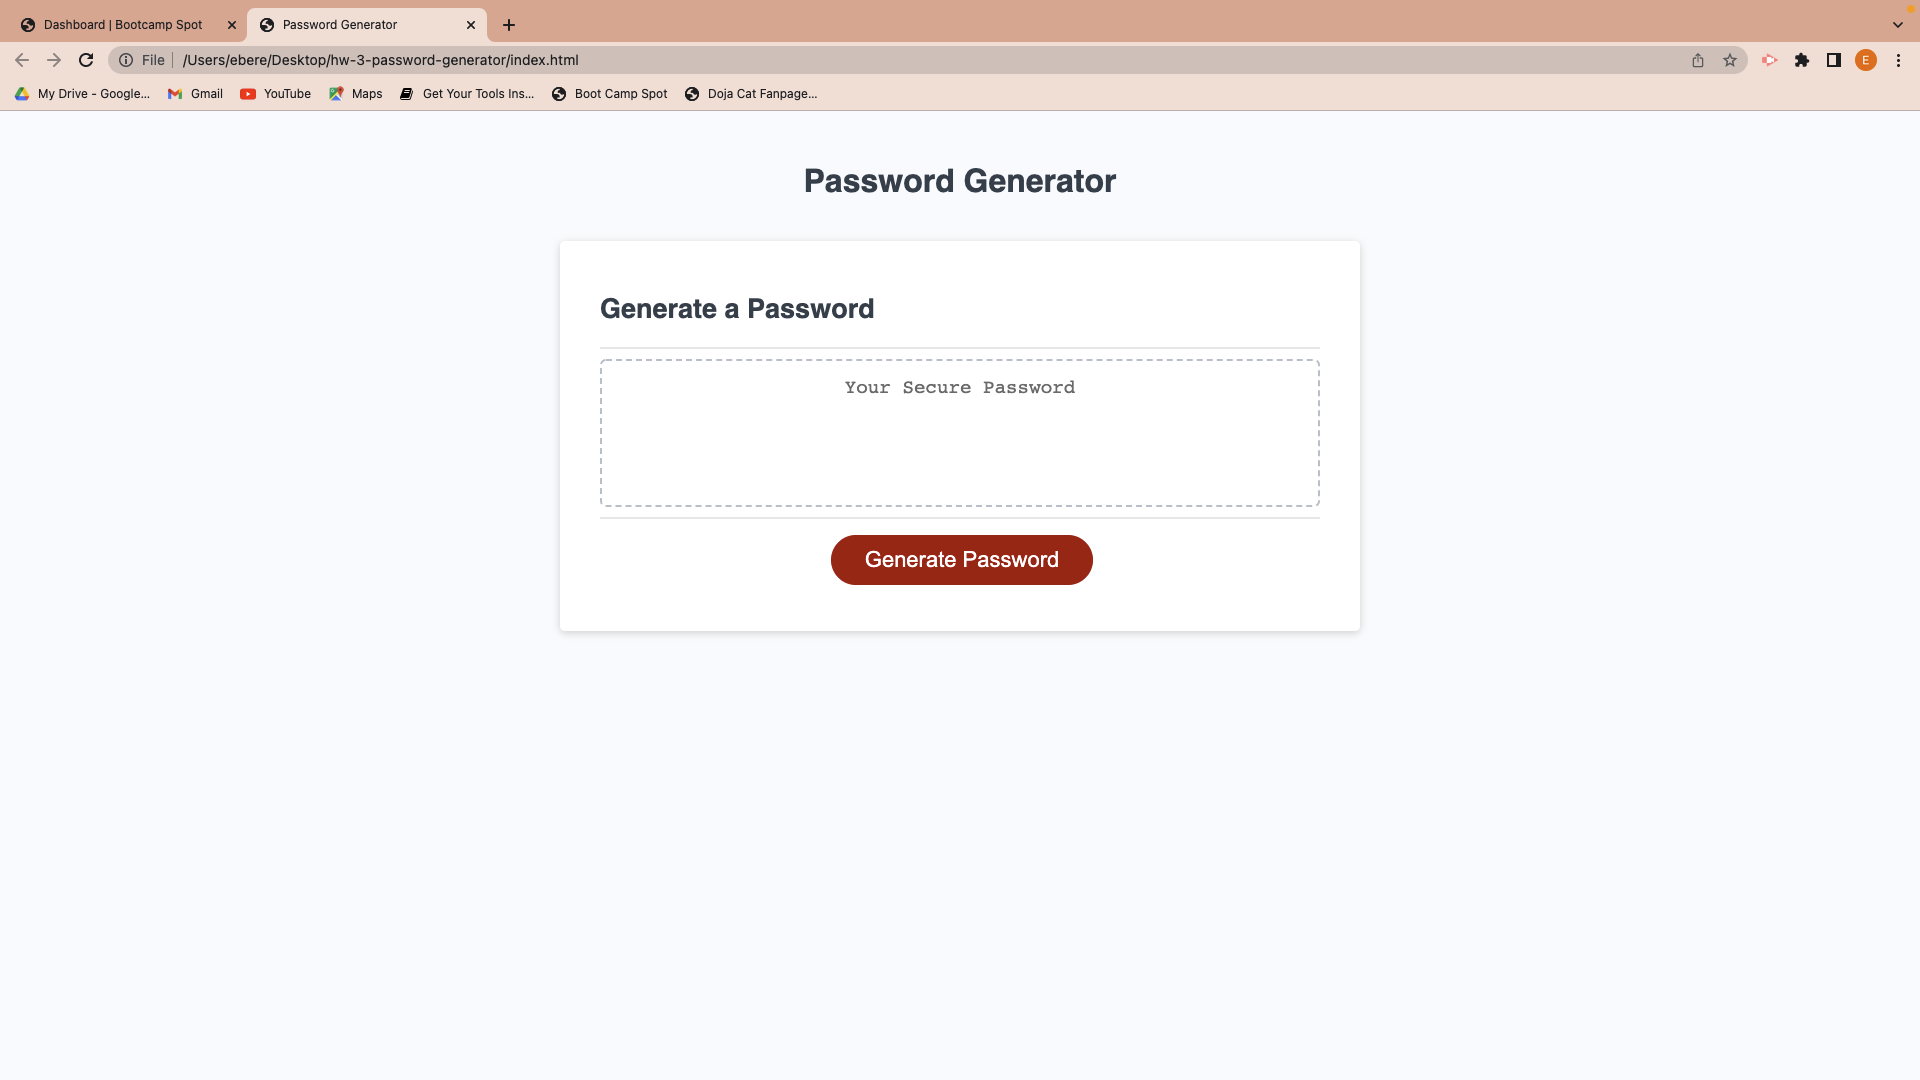 Dashboard | Bootcamp Spot
Password Generator
File
/Users/ebere/Desktop/hw-3-password-generator/index.html
E
My Drive - Google...
Gmail
YouTube
Maps
Get Your Tools Ins...
Boot Camp Spot
Doja Cat Fanpage...
Password Generator
Generate a Password
Your Secure Password
Generate Password